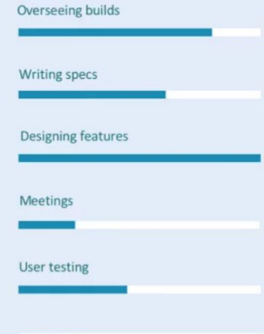 Overseeing builds
Writing specs
Designing features
Meetings
User testing